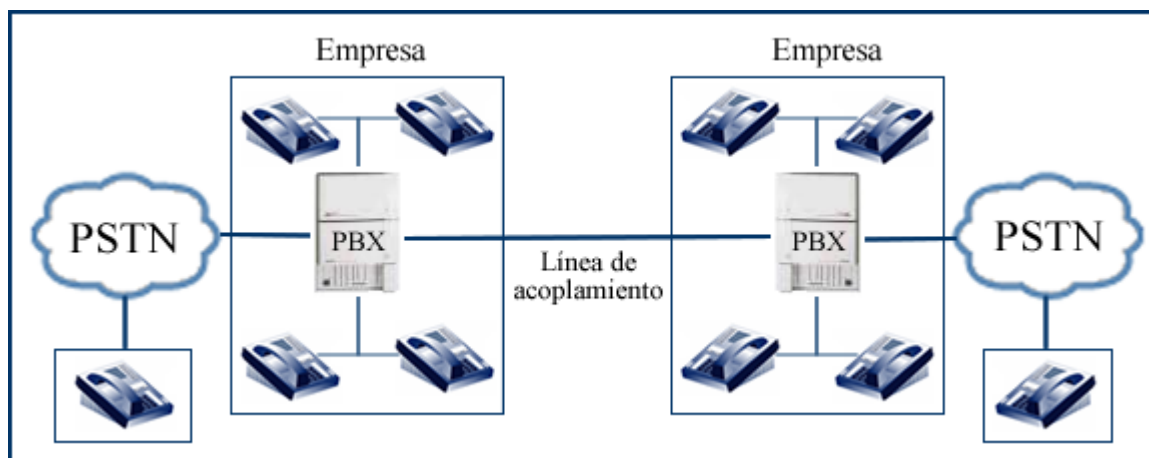 Empresa
Empresa
PSTN
PBX
Línea de
acoplamiento
PBX
PSTN